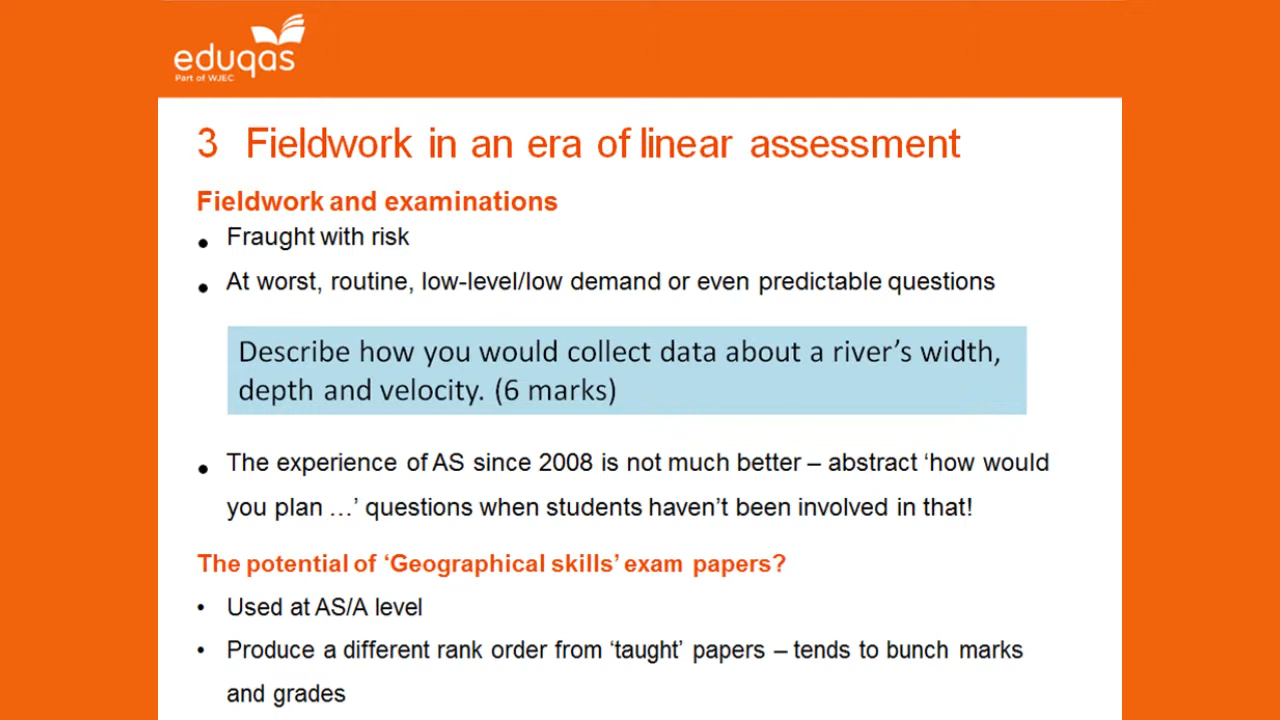 eduqas
Part of WJEC
3 Fieldwork in an era of linear assessment
Fieldwork and examinations
• Fraught with risk
• At worst, routine, low-level/low demand or even predictable questions
Describe how you would collect data about a river's width,
depth and velocity. (6 marks)
• The experience of AS since 2008 is not much better – abstract ‘how would
you plan …’ questions when students haven’t been involved in that!
The potential of ‘Geographical skills’ exam papers?
• Used at AS/A level
• Produce a different rank order from ‘taught’ papers – tends to bunch marks
and grades